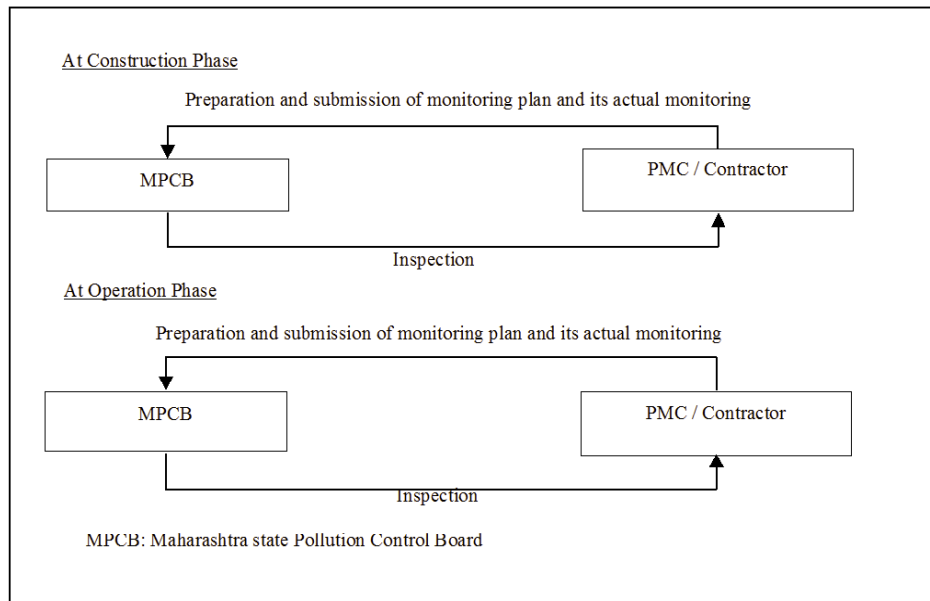 At Construction Phase
Preparation and submission of monitoring plan and its actual monitoring
MPCB
PMC / Contractor
Inspection
At Operation Phase
Preparation and submission of monitoring plan and its actual monitoring
MPCB
PMC / Contractor
Inspection
MPCB: Maharashtra state Pollution Control Board